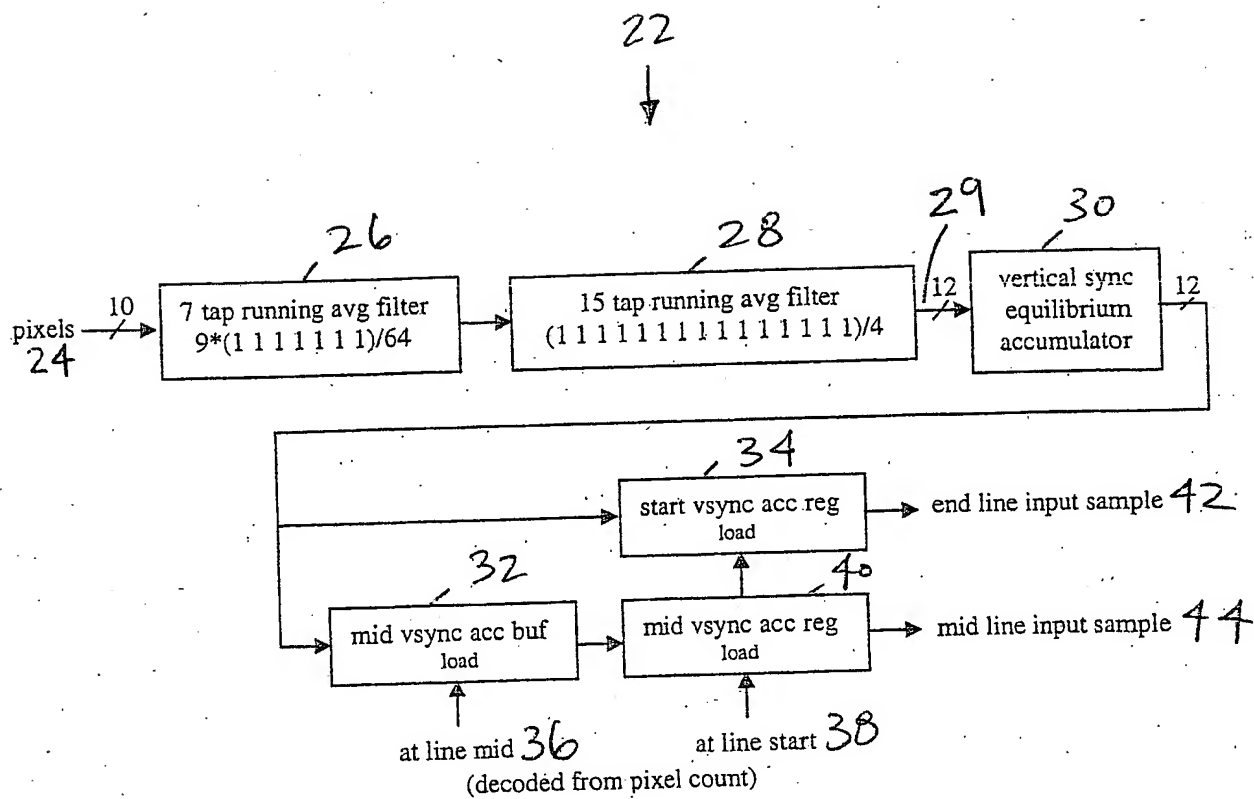 22
26
28
29
30
10
7 tap running avg filter
9*(1 1 1 1 1 1 1)/64
15 tap running avg filter
(1 1 1 1 1 1 1 1 1 1 1 1 1 1 1)/4
12
vertical sync
equilibrium
accumulator
12
pixels
24
34
start vsync acc reg
load
end line input sample 42
32
40
mid vsync acc buf
load
mid vsync acc reg
load
mid line input sample 44
at line mid 36
at line start 38
(decoded from pixel count)